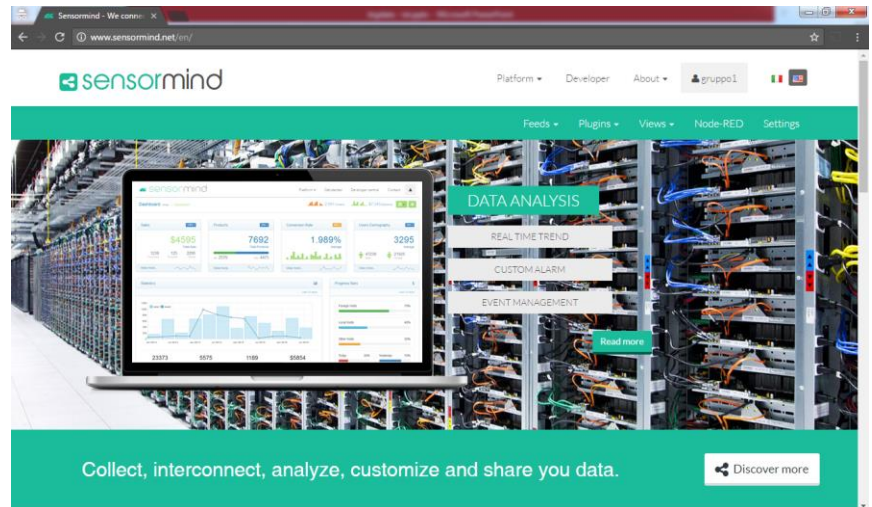 Sensormind - We conne
www.sensormind.net/en/
sensormind
Platform
Developer
About
gruppo1
Feeds
Plugins
Views
Node-RED
Settings
sensormind
Dashboard
$4595
7692
1.989%
3295
23373
5575
1189
$5804
DATA ANALYSIS
REAL TIME TREND
CUSTOM ALARM
EVENT MANAGEMENT
Read more
Collect, interconnect, analyze, customize and share you data.
Discover more